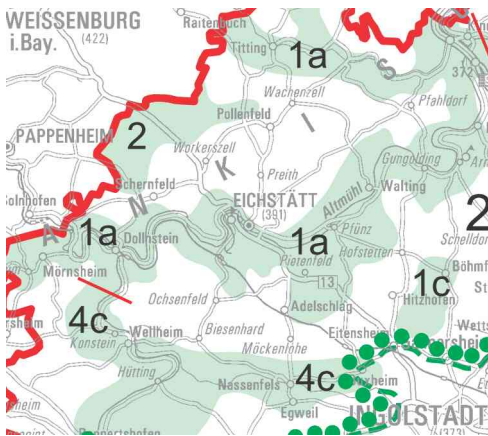 WEISSENBURG
i.Bay. (422)
Raitenbuch
Titting
1a
S
372
Wachenzell
Pfahldorf
PAPPENHEIM
2
Pollenfeld
I
Workerszell
K
Preith
Gungolding
Schernfeld
Walting
N
EICHSTÄTT
(391)
Altmühl
2
A
1a
Dollnstein
1a
Pfünz
Hofstetten
Mörnsheim
Pietenfeld
13
1c
Ochsenfeld
Adelschlag
Hitzhofen
4c
Konstein
Wellheim
Biesenhard
Eitensheim
Möckenlohe
Hütting
Nassenfels
4c
Egweil
INGOLSTADT
(373)